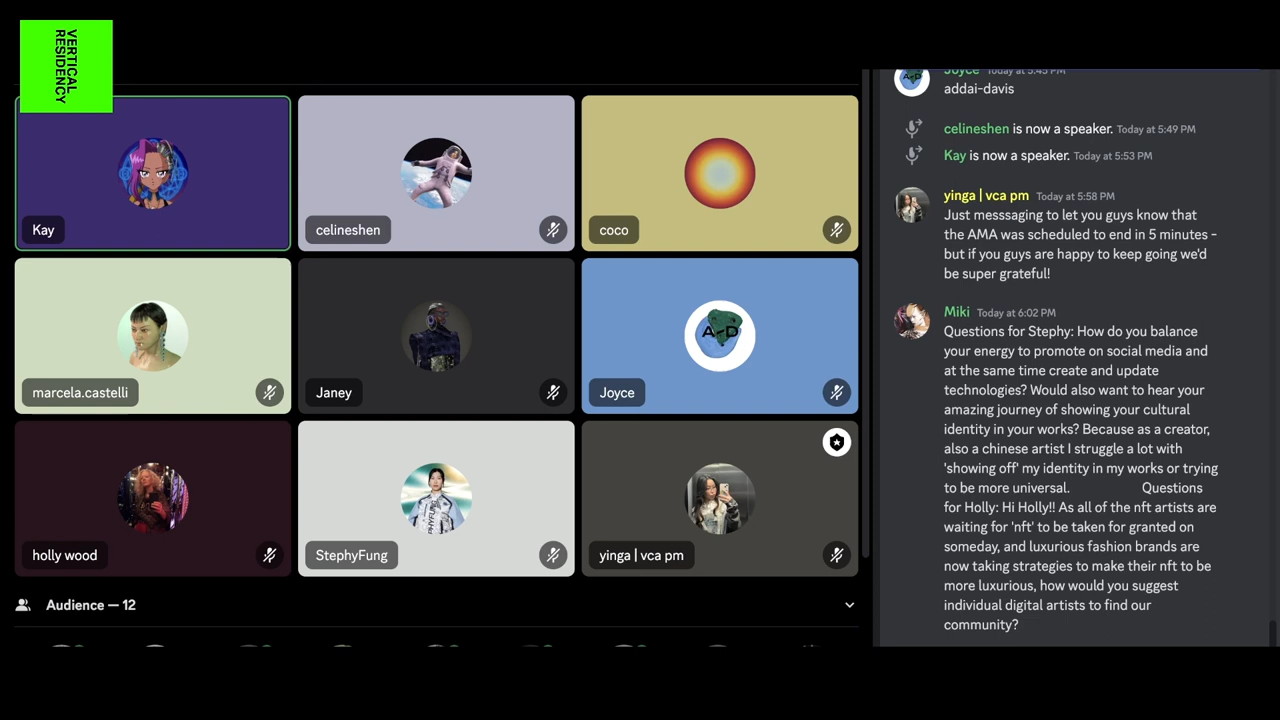 VERTICAL
RESIDENCY
Kay
celineshen
coco
marcela.castelli
Janey
A-D
Joyce
holly wood
StephyFung
yinga | vca pm
Audience — 12
Joyce Today at 5:45 PM
addai-davis
celineshen is now a speaker. Today at 5:49 PM
Kay is now a speaker. Today at 5:53 PM
yinga | vca pm Today at 5:58 PM
Just messsaging to let you guys know that
the AMA was scheduled to end in 5 minutes -
but if you guys are happy to keep going we'd
be super grateful!
Miki Today at 6:02 PM
Questions for Stephy: How do you balance
your energy to promote on social media and
at the same time create and update
technologies? Would also want to hear your
amazing journey of showing your cultural
identity in your works? Because as a creator,
also a chinese artist I struggle a lot with
'showing off' my identity in my works or trying
to be more universal. Questions
for Holly: Hi Holly!! As all of the nft artists are
waiting for 'nft' to be taken for granted on
someday, and luxurious fashion brands are
now taking strategies to make their nft to be
more luxurious, how would you suggest
individual digital artists to find our
community?